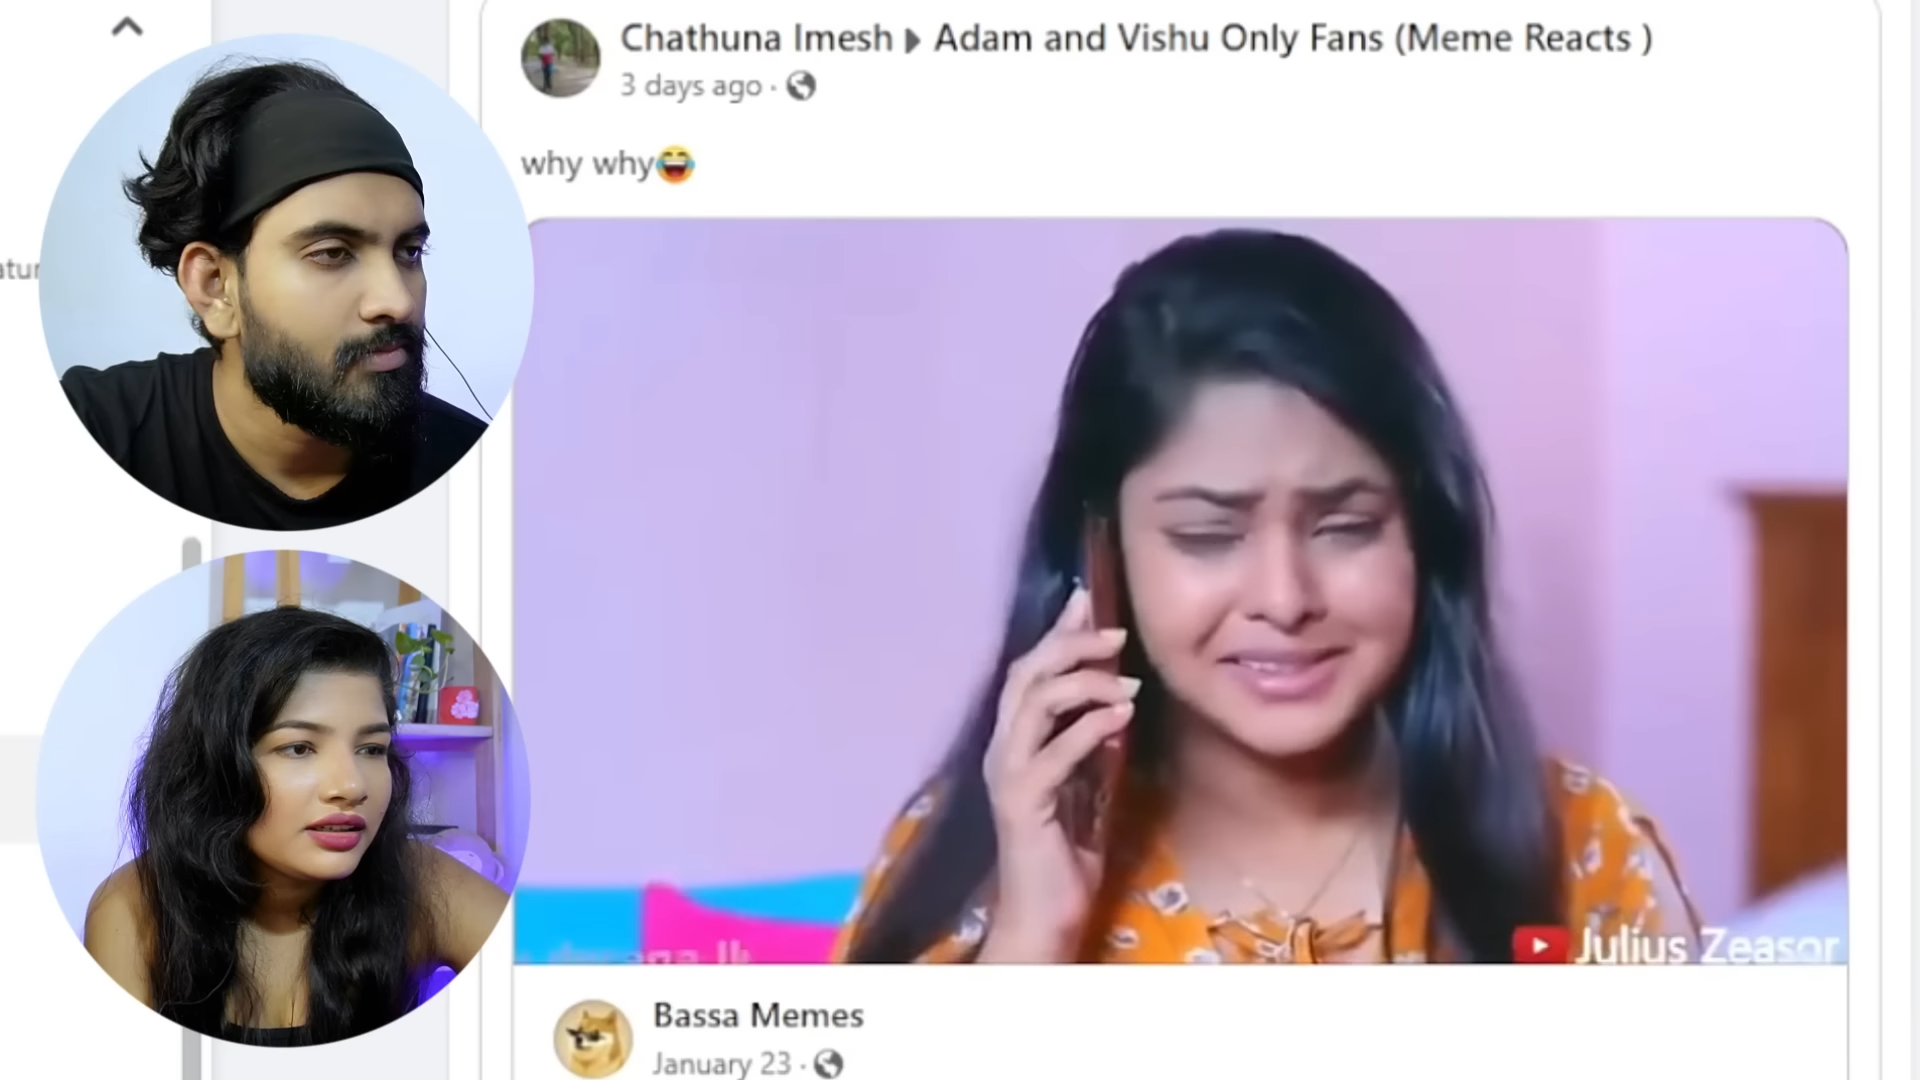 Chathuna Imesh Adam and Vishu Only Fans (Meme Reacts )
3 days ago ·
why why😂
Julius Zeasor
Bassa Memes
January 23 ·